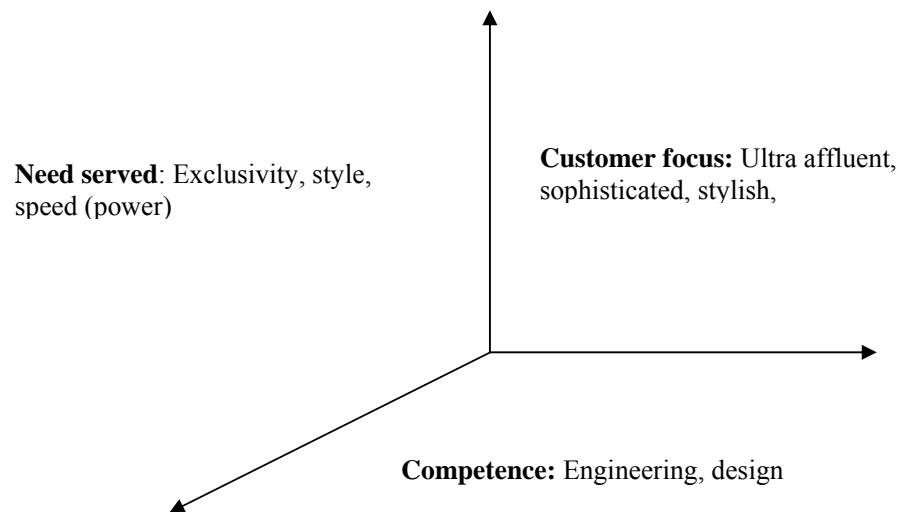 Need served: Exclusivity, style,
speed (power)
Customer focus: Ultra affluent,
sophisticated, stylish,
Competence: Engineering, design